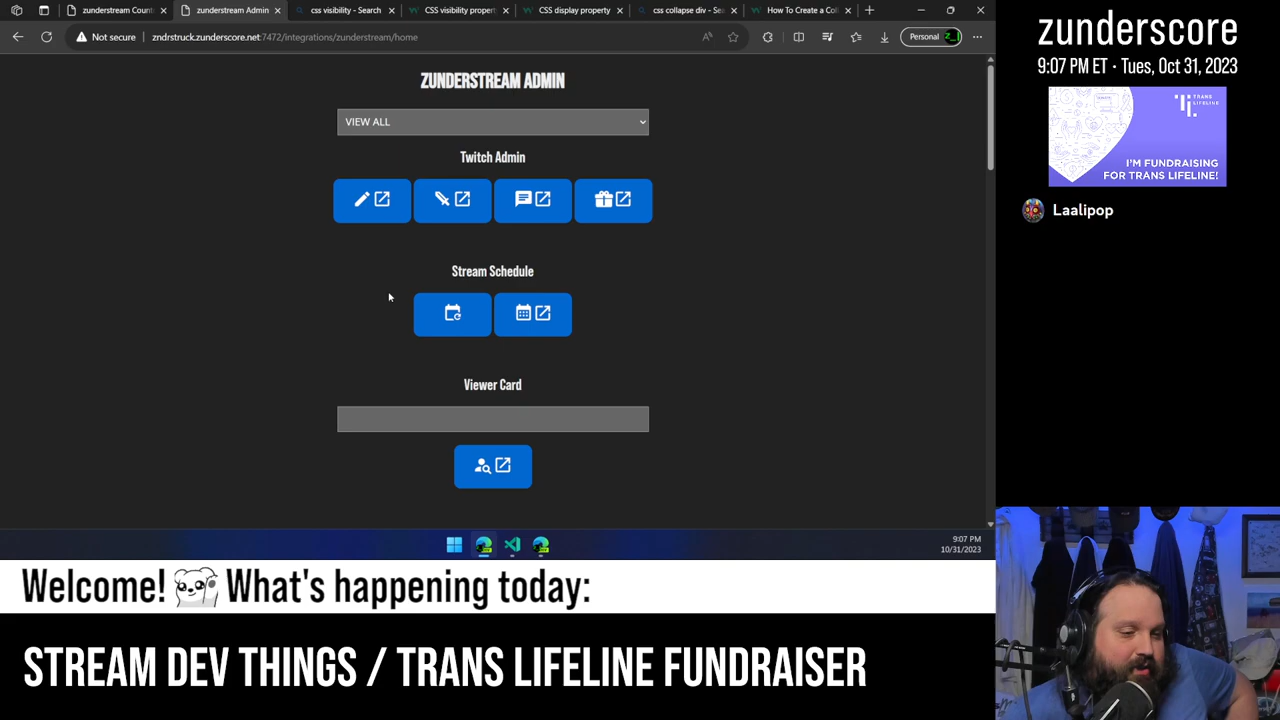 zunderstream Count
zunderstream Admin
css visibility - Search
CSS visibility propert
CSS display property
css collapse div - Sea
How To Create a Col
Not secure
zndrstruck.zunderscore.net:7472/integrations/zunderstream/home
Personal
ZUNDERSTREAM ADMIN
VIEW ALL
Twitch Admin
Stream Schedule
Viewer Card
9:07 PM
10/31/2023
zunderscore
9:07 PM ET · Tues, Oct 31, 2023
TRANS
LIFELINE
I'M FUNDRAISING
FOR TRANS LIFELINE!
Laalipop
Welcome! What's happening today:
STREAM DEV THINGS / TRANS LIFELINE FUNDRAISER